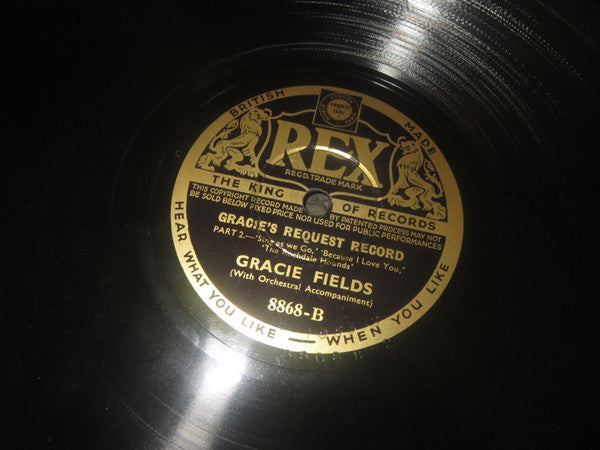 BRITISH MADE
FRANCIS
DAY
REX
REGD. TRADE MARK
THE KING OF RECORDS
THIS COPYRIGHT RECORD MADE BY PATENTED PROCESS MAY NOT
BE SOLD BELOW FIXED PRICE NOR USED FOR PUBLIC PERFORMANCES
GRACIE'S REQUEST RECORD
PART 2.—'Sing as we Go,' 'Because I Love You,'
'The Rochdale Hounds'
GRACIE FIELDS
(With Orchestral Accompaniment)
8868-B
HEAR WHAT YOU LIKE — WHEN YOU LIKE